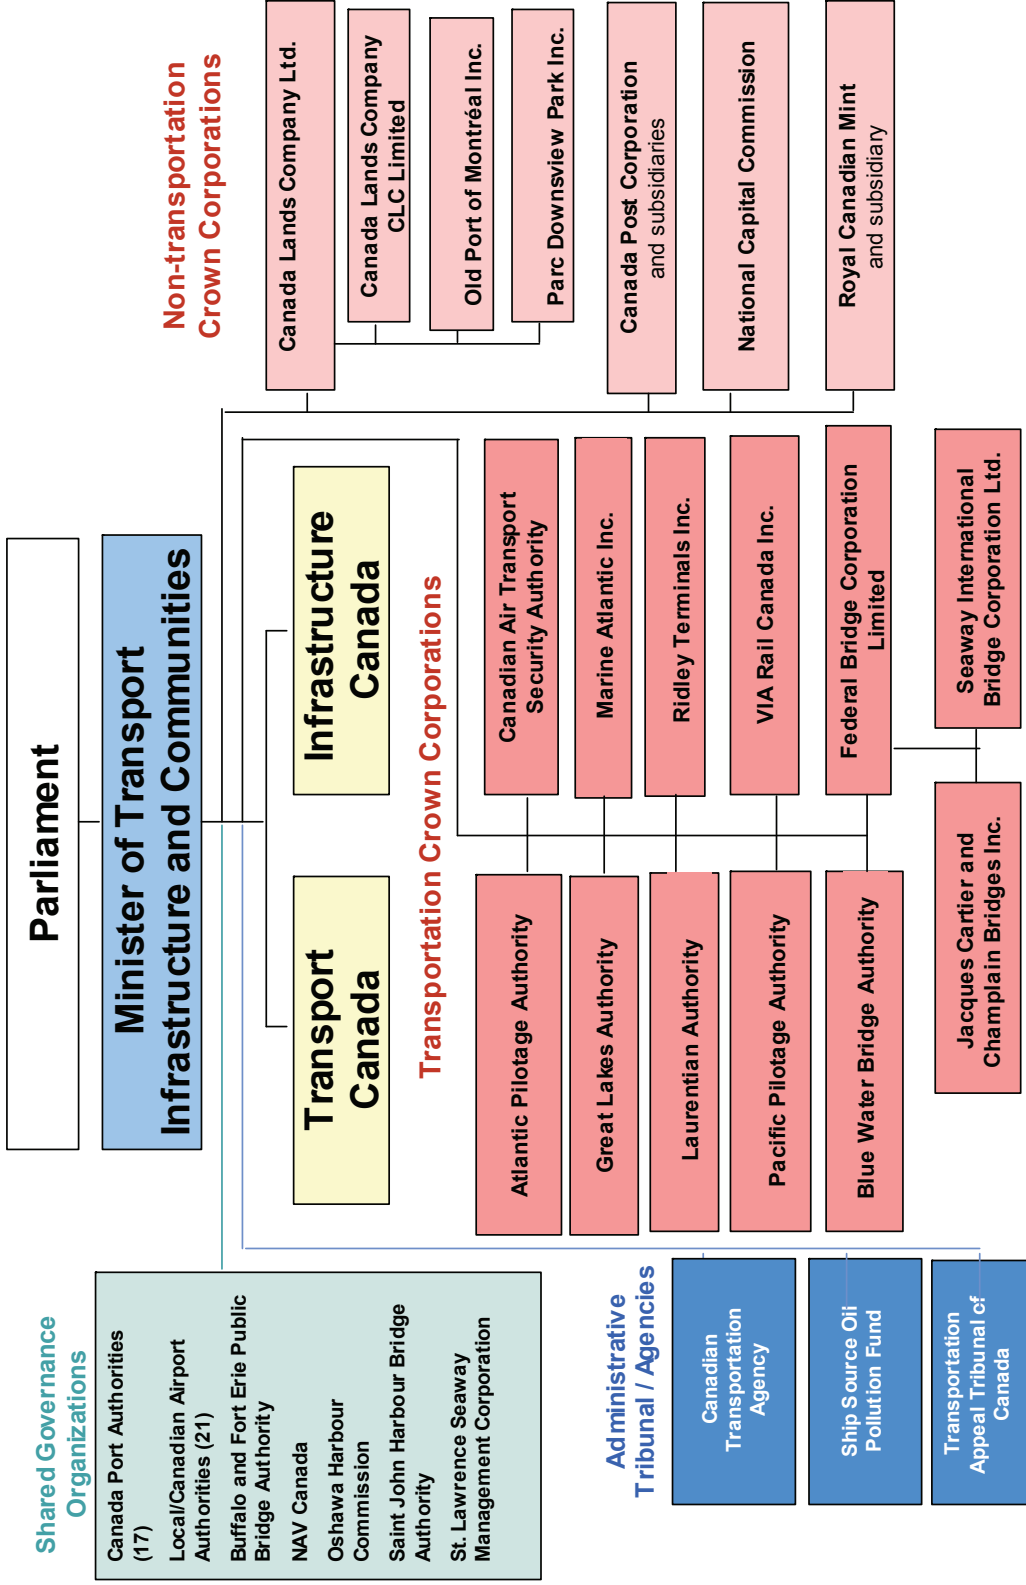 Parliament
Minister of Transport
Infrastructure and Communities
Transport
Canada
Infrastructure
Canada
Shared Governance
Organizations
Canada Port Authorities
(17)
Local/Canadian Airport
Authorities (21)
Buffalo and Fort Erie Public
Bridge Authority
NAV Canada
Oshawa Harbour
Commission
Saint John Harbour Bridge
Authority
St. Lawrence Seaway
Management Corporation
Administrative
Tribunal / Agencies
Canadian
Transportation
Agency
Ship Source Oil
Pollution Fund
Transportation
Appeal Tribunal of
Canada
Transportation Crown Corporations
Atlantic Pilotage Authority
Great Lakes Authority
Laurentian Authority
Pacific Pilotage Authority
Blue Water Bridge Authority
Canadian Air Transport
Security Authority
Marine Atlantic Inc.
Ridley Terminals Inc.
VIA Rail Canada Inc.
Federal Bridge Corporation
Limited
Jacques Cartier and
Champlain Bridges Inc.
Seaway International
Bridge Corporation Ltd.
Non-transportation
Crown Corporations
Canada Lands Company Ltd.
Canada Lands Company
CLC Limited
Old Port of Montréal Inc.
Parc Downsview Park Inc.
Canada Post Corporation
and subsidiaries
National Capital Commission
Royal Canadian Mint
and subsidiary